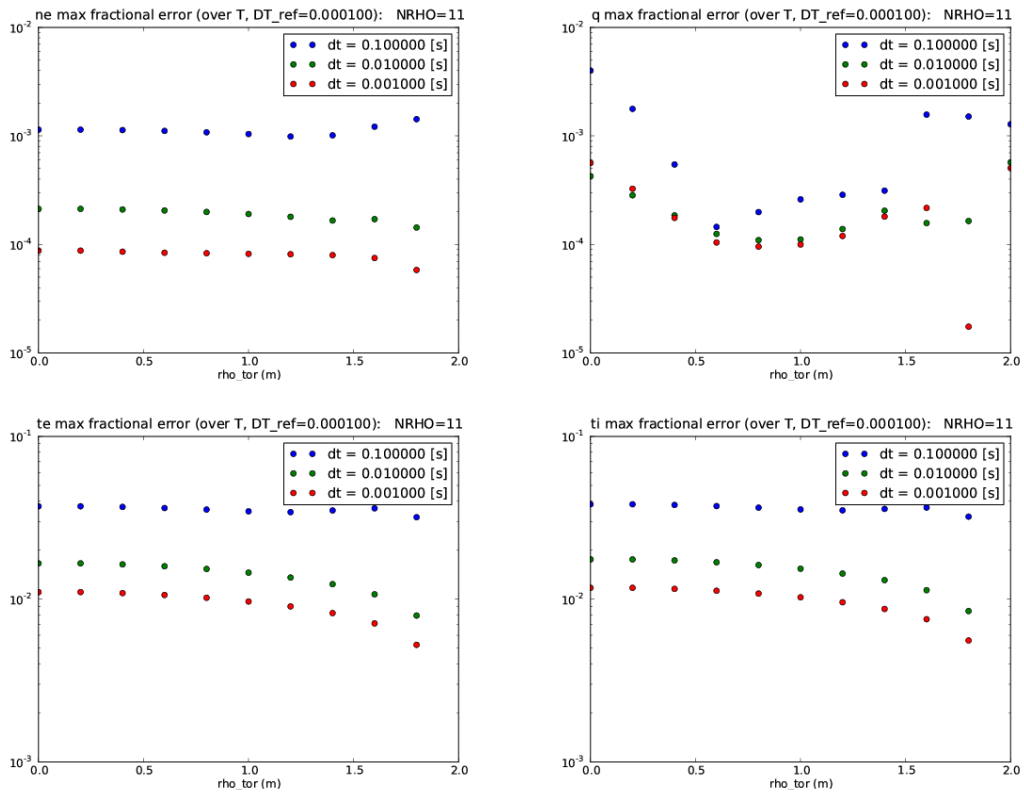 ne max fractional error (over T, DT_ref=0.000100): NRHO=11
10^-2
10^-3
10^-4
10^-5
dt = 0.100000 [s]
dt = 0.010000 [s]
dt = 0.001000 [s]
0.0 0.5 1.0 1.5 2.0
rho_tor (m)
q max fractional error (over T, DT_ref=0.000100): NRHO=11
10^-2
10^-3
10^-4
10^-5
dt = 0.100000 [s]
dt = 0.010000 [s]
dt = 0.001000 [s]
0.0 0.5 1.0 1.5 2.0
rho_tor (m)
te max fractional error (over T, DT_ref=0.000100): NRHO=11
10^-1
10^-2
10^-3
dt = 0.100000 [s]
dt = 0.010000 [s]
dt = 0.001000 [s]
0.0 0.5 1.0 1.5 2.0
rho_tor (m)
ti max fractional error (over T, DT_ref=0.000100): NRHO=11
10^-1
10^-2
10^-3
dt = 0.100000 [s]
dt = 0.010000 [s]
dt = 0.001000 [s]
0.0 0.5 1.0 1.5 2.0
rho_tor (m)